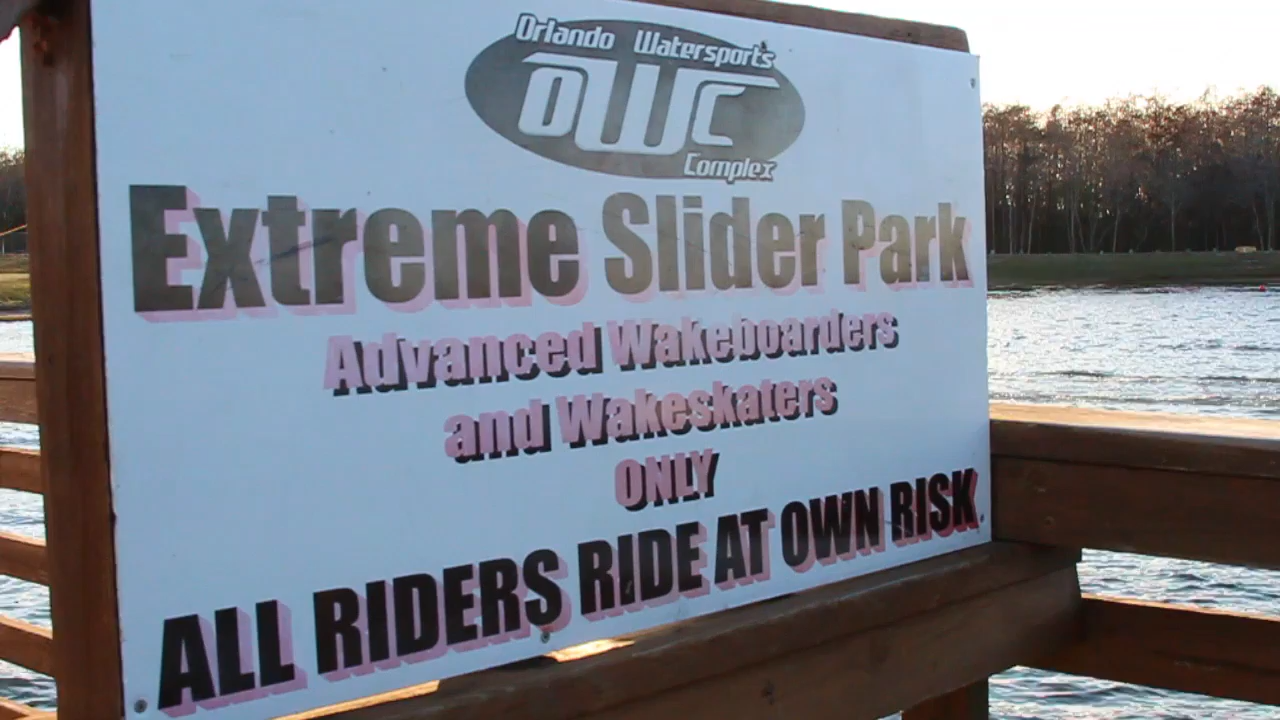 Orlando Watersports
OWC
Complex
Extreme Slider Park
Advanced Wakeboarders
and Wakeskaters
ONLY
ALL RIDERS RIDE AT OWN RISK